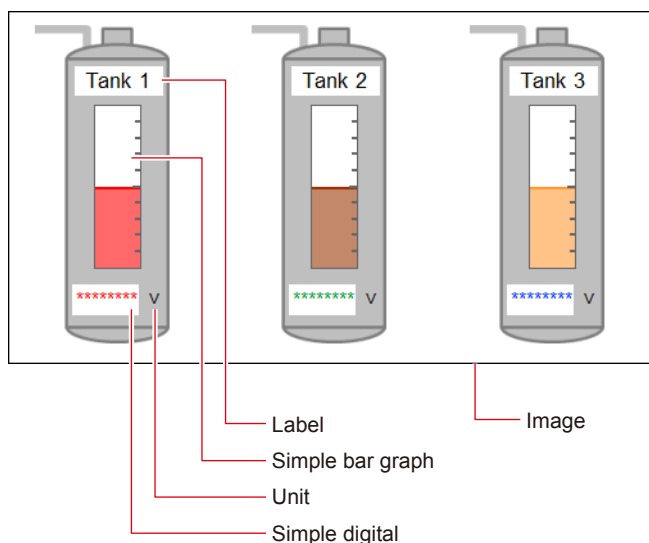 Tank 1 Tank 2 Tank 3
******** V ******** V ******** V
Label Image
Simple bar graph
Unit
Simple digital